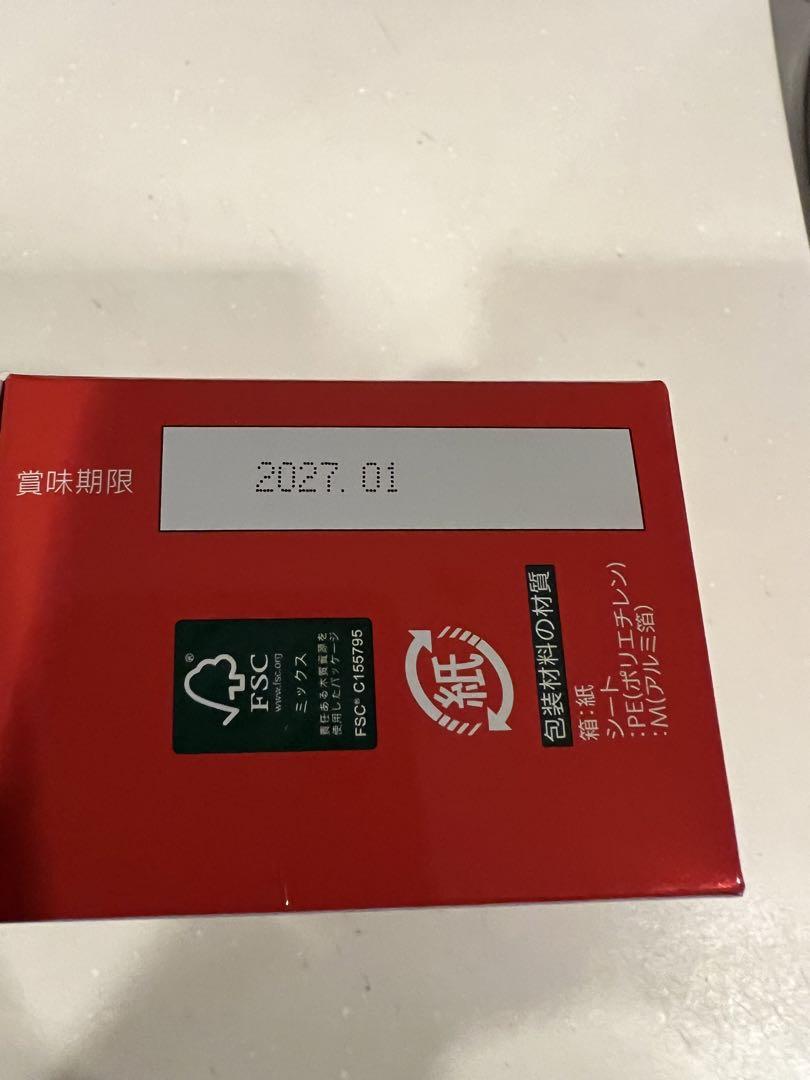 賞味期限
2027. 01
®
FSC
www.fsc.org
ミックス
責任ある木質資源を
使用したパッケージ
FSC® C155795
紙
包装材料の材質
箱:紙
シート
:PE(ポリエチレン)
:M(アルミ箔)